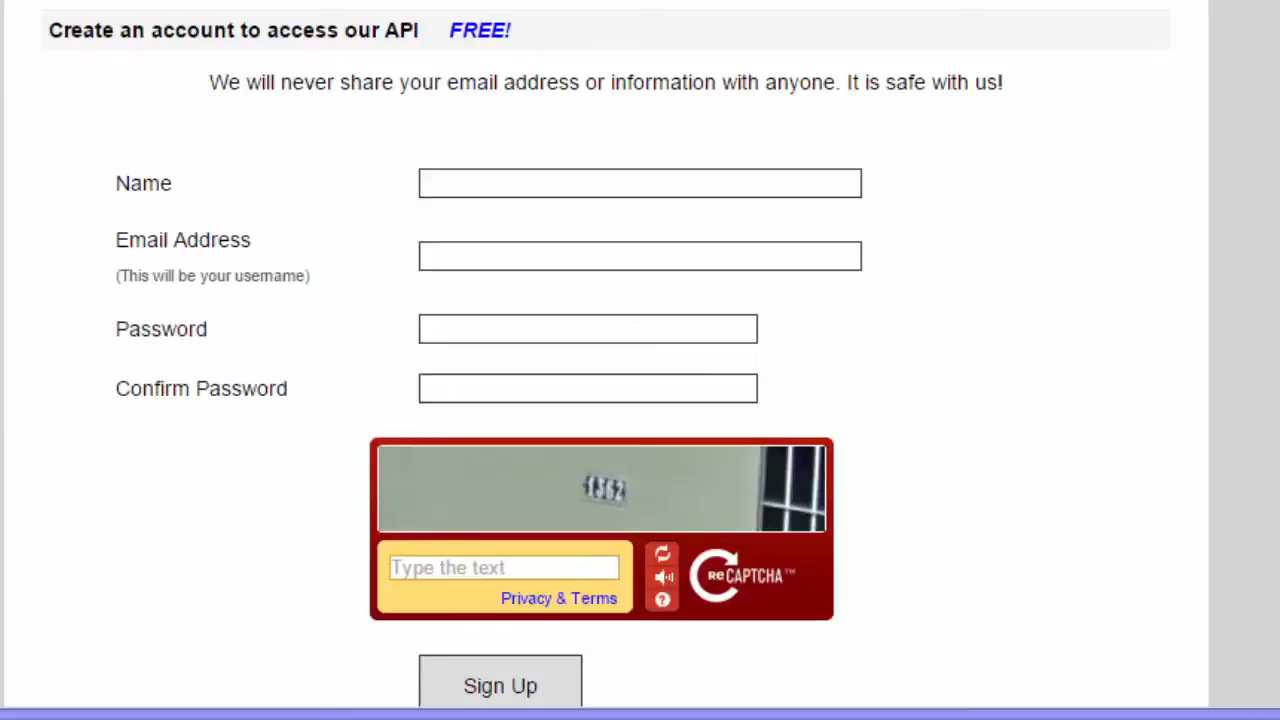 Create an account to access our API FREE!
We will never share your email address or information with anyone. It is safe with us!
Name
Email Address
(This will be your username)
Password
Confirm Password
Type the text
Privacy & Terms
ReCAPTCHA™
Sign Up